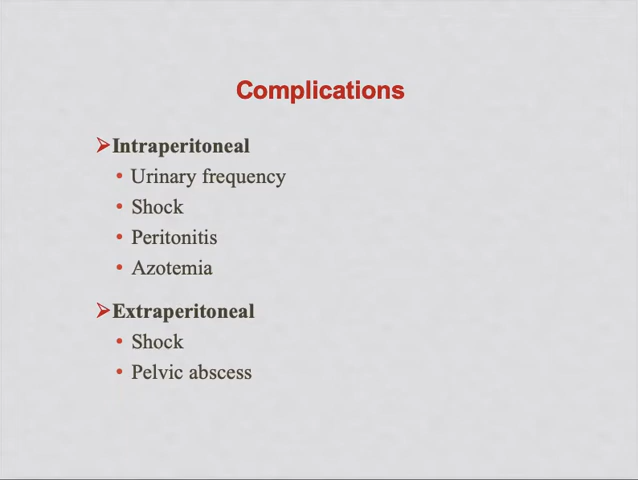 Complications
➢Intraperitoneal
• Urinary frequency
• Shock
• Peritonitis
• Azotemia
➢Extraperitoneal
• Shock
• Pelvic abscess